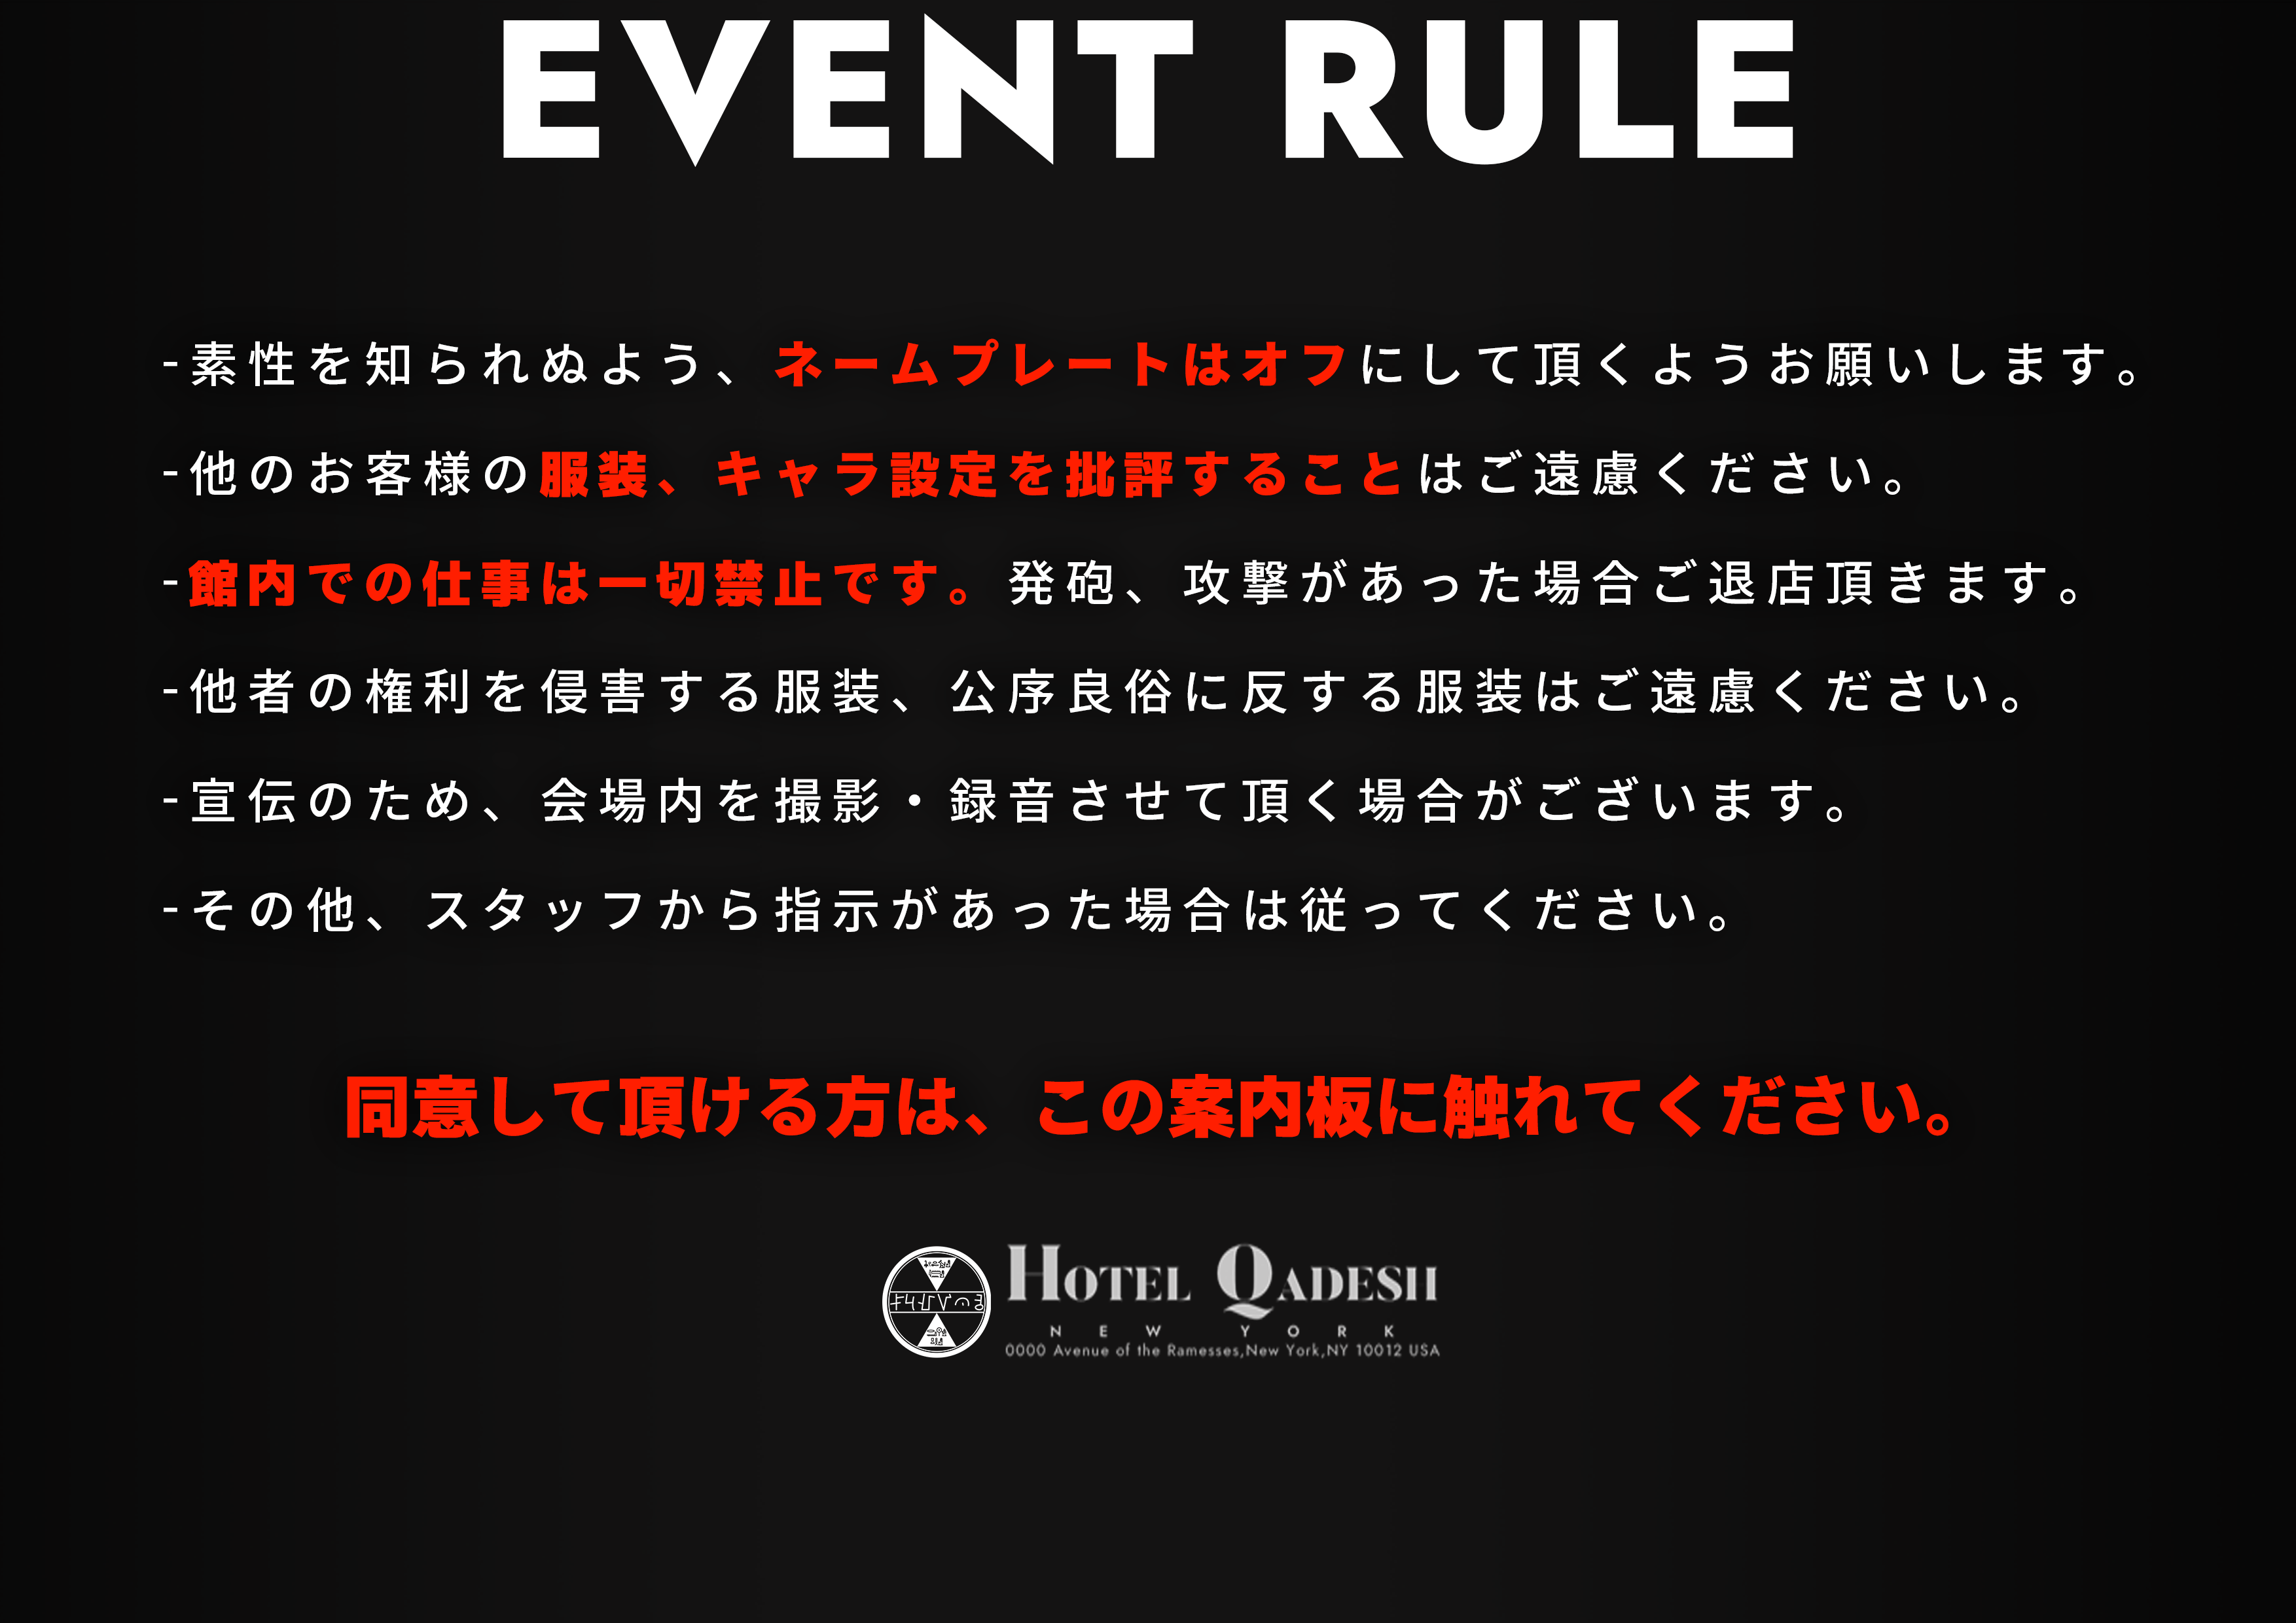 EVENT RULE
-素性を知られぬよう、ネームプレートはオフにして頂くようお願いします。
-他のお客様の服装、キャラ設定を批評することはご遠慮ください。
-館内での仕事は一切禁止です。発砲、攻撃があった場合ご退店頂きます。
-他者の権利を侵害する服装、公序良俗に反する服装はご遠慮ください。
-宣伝のため、会場内を撮影・録音させて頂く場合がございます。
-その他、スタッフから指示があった場合は従ってください。
同意して頂ける方は、この案内板に触れてください。
HOTEL QADESH
NEW YORK
0000 Avenue of the Ramesses,New York,NY 10012 USA